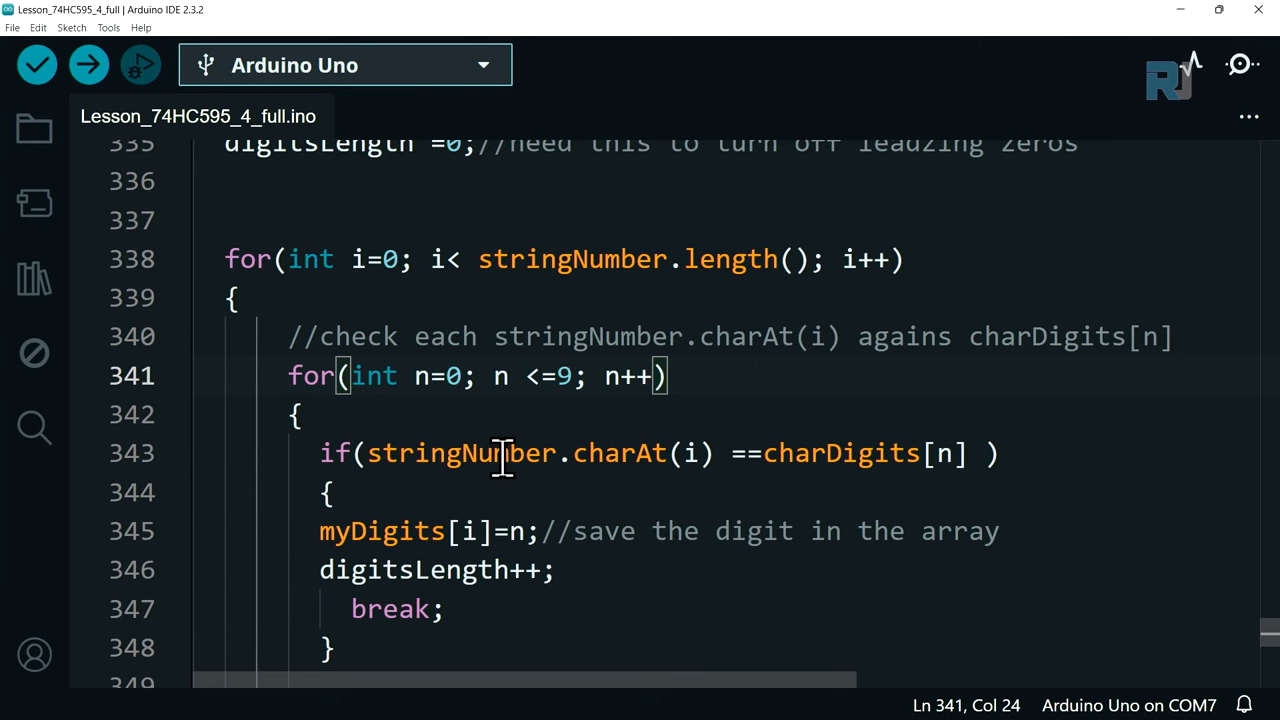 Lesson_74HC595_4_full | Arduino IDE 2.3.2
File Edit Sketch Tools Help
Arduino Uno
RJ
Lesson_74HC595_4_full.ino
335 digitsLength =0;//need this to turn off leadzing zeros
336
337
338 for(int i=0; i< stringNumber.length(); i++)
339 {
340 //check each stringNumber.charAt(i) agains charDigits[n]
341 for(int n=0; n <=9; n++)
342 {
343 if(stringNumber.charAt(i) ==charDigits[n] )
344 {
345 myDigits[i]=n;//save the digit in the array
346 digitsLength++;
347 break;
348 }
349
Ln 341, Col 24 Arduino Uno on COM7